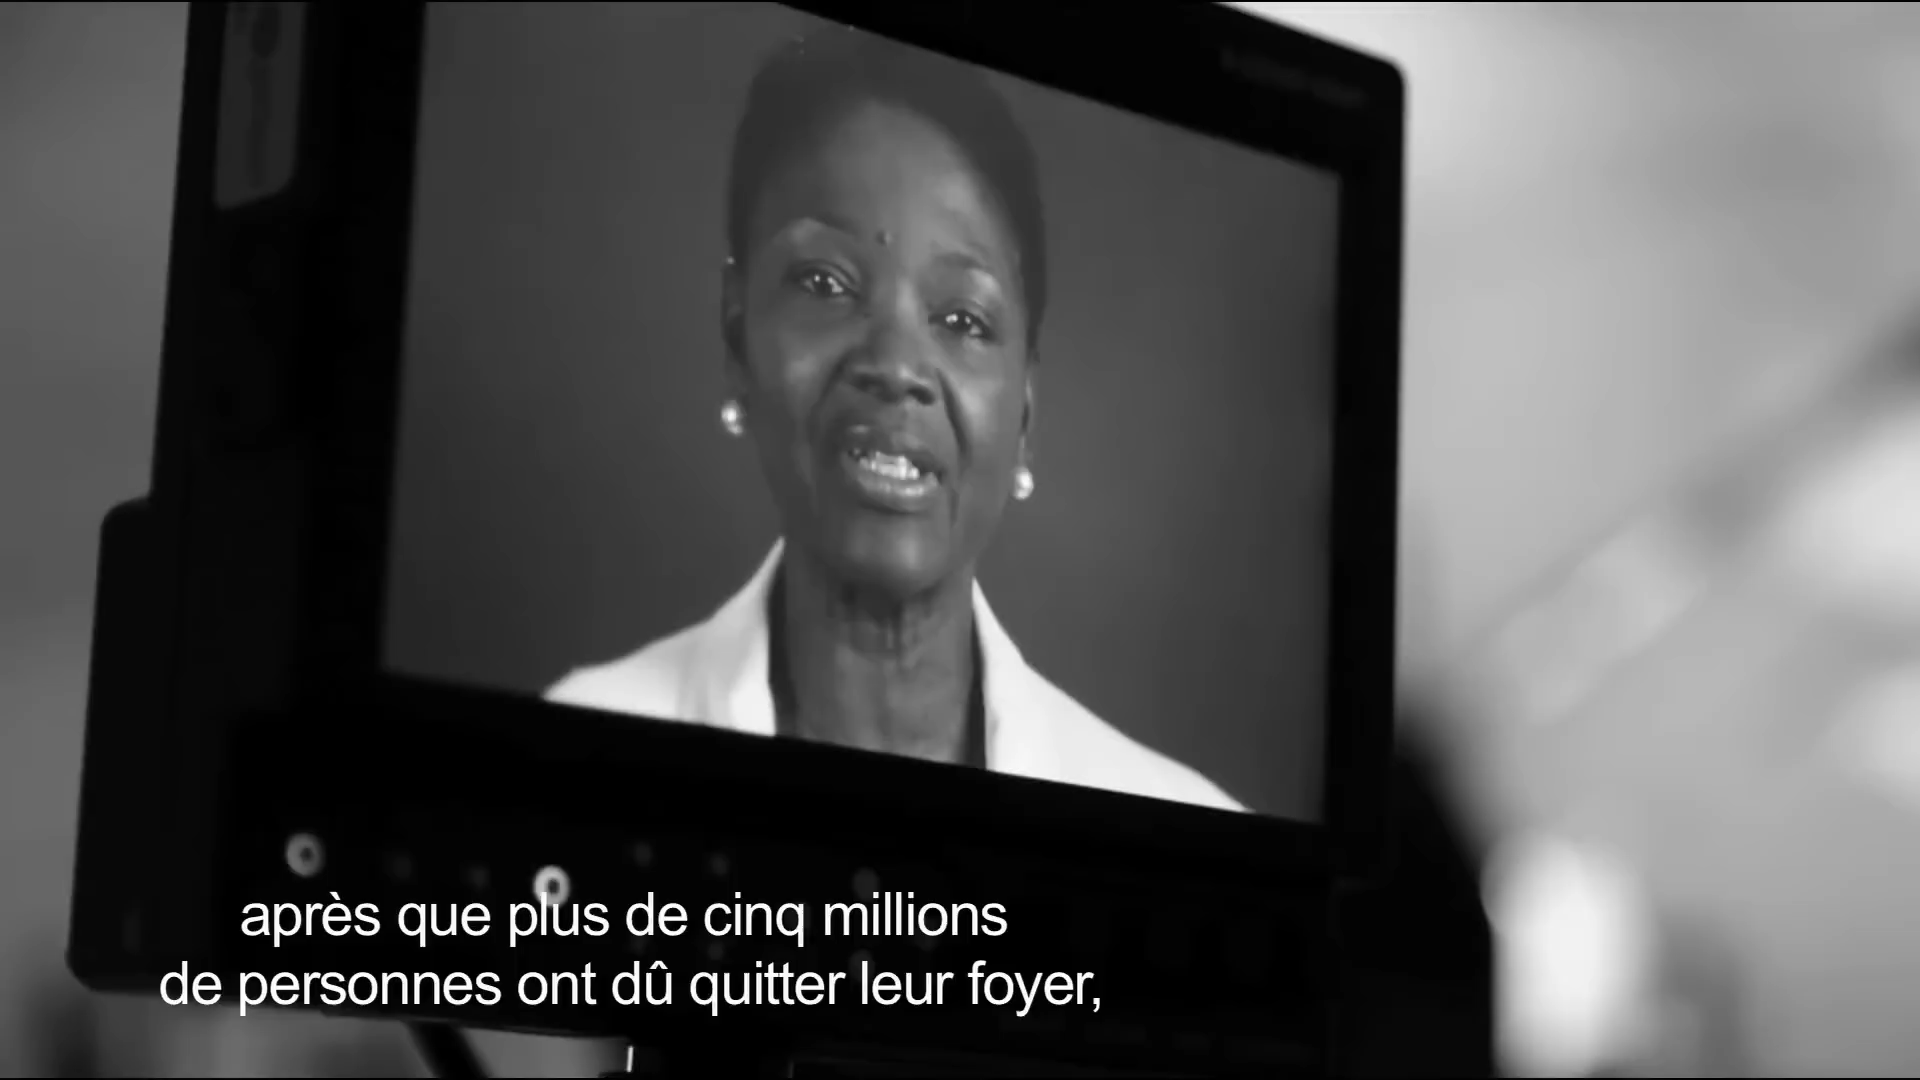 après que plus de cinq millions
de personnes ont dû quitter leur foyer,